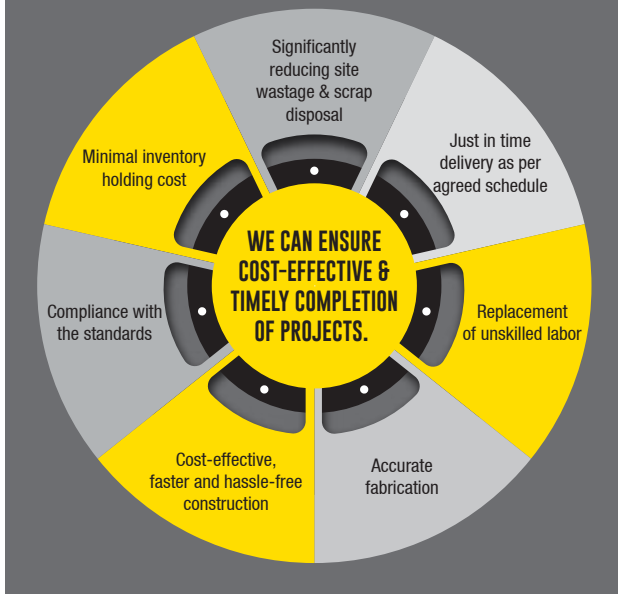 Significantly
reducing site
wastage & scrap
disposal
Just in time
delivery as per
agreed schedule
Replacement
of unskilled labor
Accurate
fabrication
Cost-effective,
faster and hassle-free
construction
Compliance with
the standards
Minimal inventory
holding cost
WE CAN ENSURE
COST-EFFECTIVE &
TIMELY COMPLETION
OF PROJECTS.